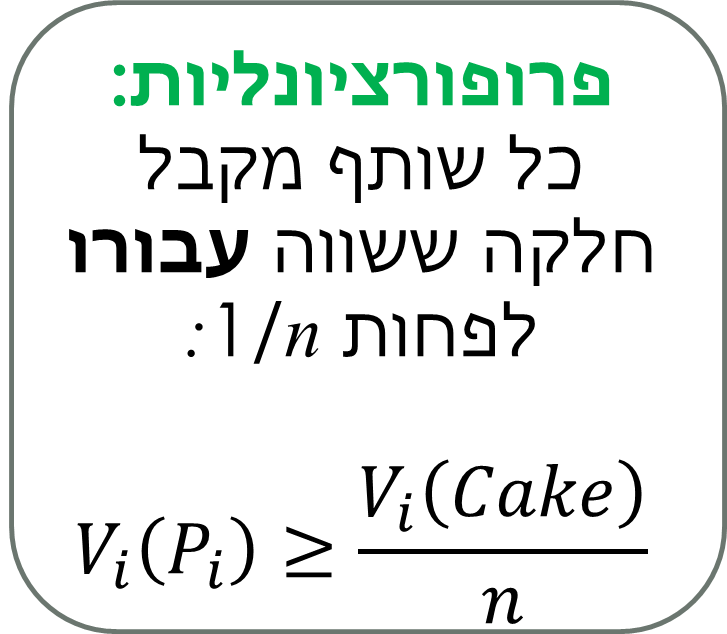 פרופורציונליות:
כל שותף מקבל
חלקה ששווה עבורו
לפחות 1/n:
V_i(P_i) ≥ V_i(Cake)/n